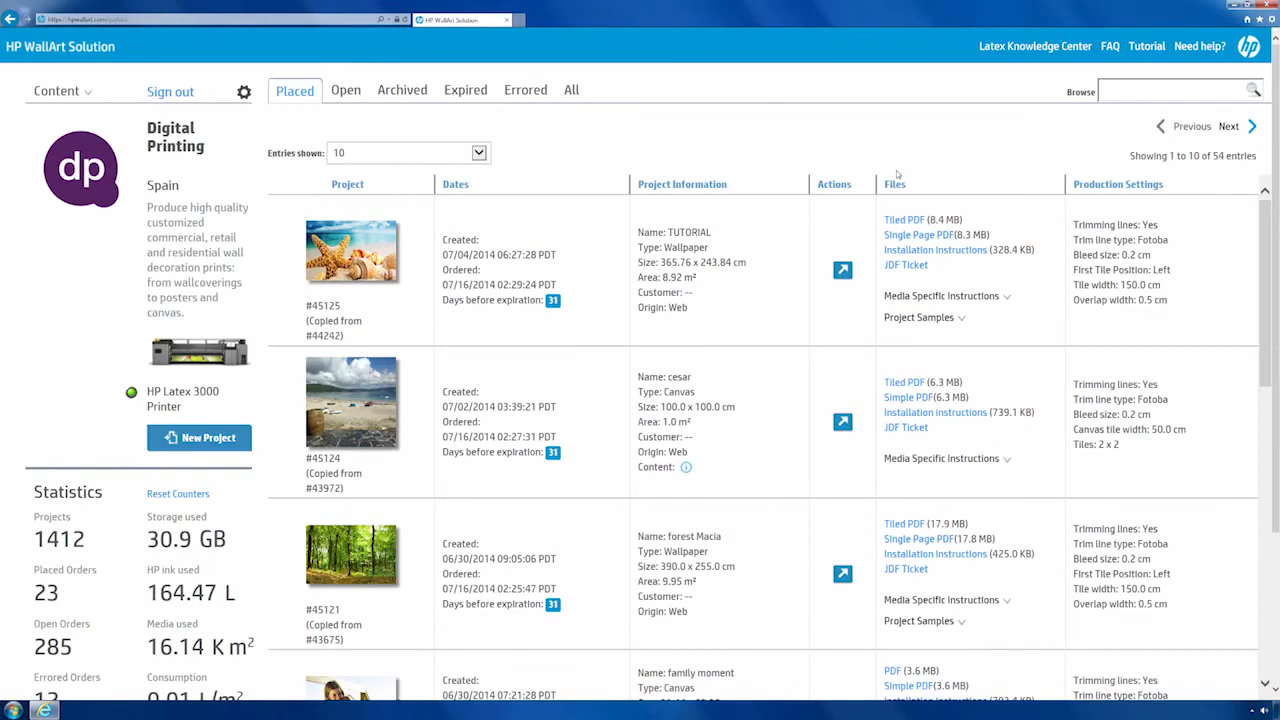 https://hpwallart.com/
HP WallArt Solution
HP WallArt Solution
Latex Knowledge Center
FAQ
Tutorial
Need help?
hp
Content
Sign out
Placed
Open
Archived
Expired
Errored
All
Browse
Previous
Next
Entries shown:
10
Showing 1 to 10 of 54 entries
dp
Digital
Printing
Spain
Produce high quality
customized
commercial, retail
and residential wall
decoration prints:
from wallcoverings
to posters and
canvas.
HP Latex 3000
Printer
New Project
Statistics
Reset Counters
Projects
1412
Storage used
30.9 GB
Placed Orders
23
HP ink used
164.47 L
Open Orders
285
Media used
16.14 K m²
Errored Orders
Consumption
0.01 L/m²
Project
Dates
Project Information
Actions
Files
Production Settings
#45125
(Copied from
#44242)
Created:
07/04/2014 06:27:28 PDT
Ordered:
07/16/2014 02:29:24 PDT
Days before expiration: 31
Name: TUTORIAL
Type: Wallpaper
Size: 365.76 x 243.84 cm
Area: 8.92 m²
Customer: --
Origin: Web
Tiled PDF (8.4 MB)
Single Page PDF(8.3 MB)
Installation Instructions (328.4 KB)
JDF Ticket
Media Specific Instructions
Project Samples
Trimming lines: Yes
Trim line type: Fotoba
Bleed size: 0.2 cm
First Tile Position: Left
Tile width: 150.0 cm
Overlap width: 0.5 cm
#45124
(Copied from
#43972)
Created:
07/02/2014 03:39:21 PDT
Ordered:
07/16/2014 02:27:31 PDT
Days before expiration: 31
Name: cesar
Type: Canvas
Size: 100.0 x 100.0 cm
Area: 1.0 m²
Customer: --
Origin: Web
Content: i
Tiled PDF (6.3 MB)
Simple PDF(6.3 MB)
Installation instructions (739.1 KB)
JDF Ticket
Media Specific Instructions
Trimming lines: Yes
Trim line type: Fotoba
Bleed size: 0.2 cm
Canvas tile width: 50.0 cm
Tiles: 2 x 2
#45121
(Copied from
#43675)
Created:
06/30/2014 09:05:06 PDT
Ordered:
07/16/2014 02:25:47 PDT
Days before expiration: 31
Name: forest Macia
Type: Wallpaper
Size: 390.0 x 255.0 cm
Area: 9.95 m²
Customer: --
Origin: Web
Tiled PDF (17.9 MB)
Single Page PDF(17.8 MB)
Installation Instructions (425.0 KB)
JDF Ticket
Media Specific Instructions
Project Samples
Trimming lines: Yes
Trim line type: Fotoba
Bleed size: 0.2 cm
First Tile Position: Left
Tile width: 150.0 cm
Overlap width: 0.5 cm
Created:
06/30/2014 07:21:28 PDT
Name: family moment
Type: Canvas
PDF (3.6 MB)
Simple PDF(3.6 MB)
Trimming lines: Yes
Trim line type: Fotoba